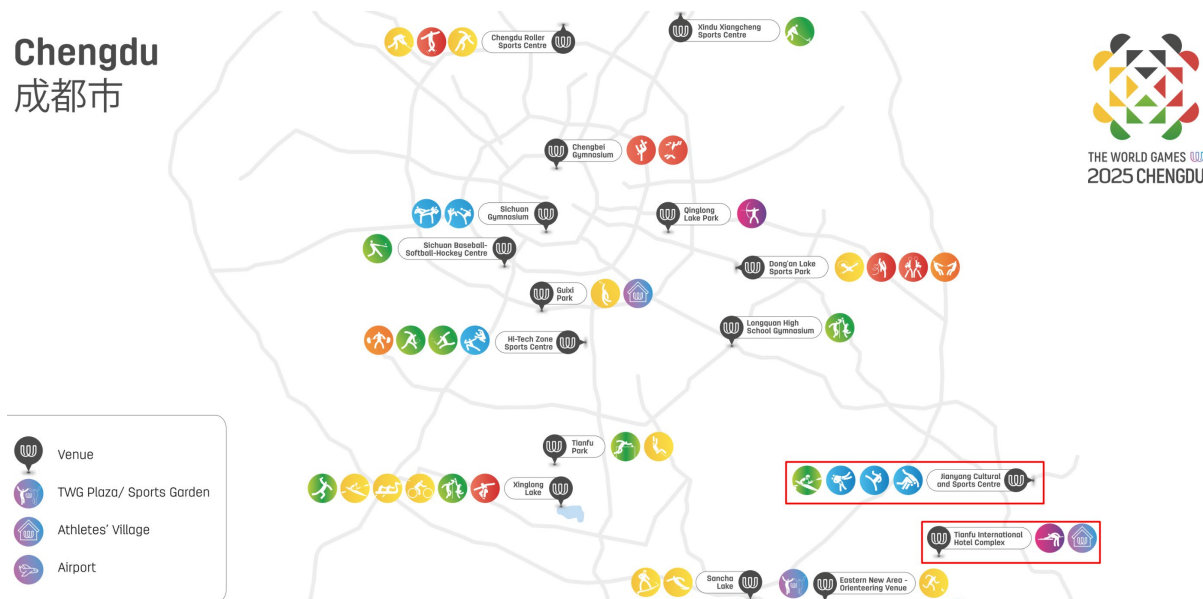 Chengdu
成都市
Chengdu Roller
Sports Centre
Xindu Xiangcheng
Sports Centre
THE WORLD GAMES
2025 CHENGDU
Chengbei
Gymnasium
Sichuan
Gymnasium
Qinglong
Lake Park
Sichuan Baseball-
Softball-Hockey Centre
Dong'an Lake
Sports Park
Guixi
Park
Hi-Tech Zone
Sports Centre
Longquan High
School Gymnasium
Tianfu
Park
Xinglong
Lake
Jianyang Cultural
and Sports Centre
Tianfu International
Hotel Complex
Sancha
Lake
Eastern New Area -
Orienteering Venue
Venue
TWG Plaza/ Sports Garden
Athletes' Village
Airport